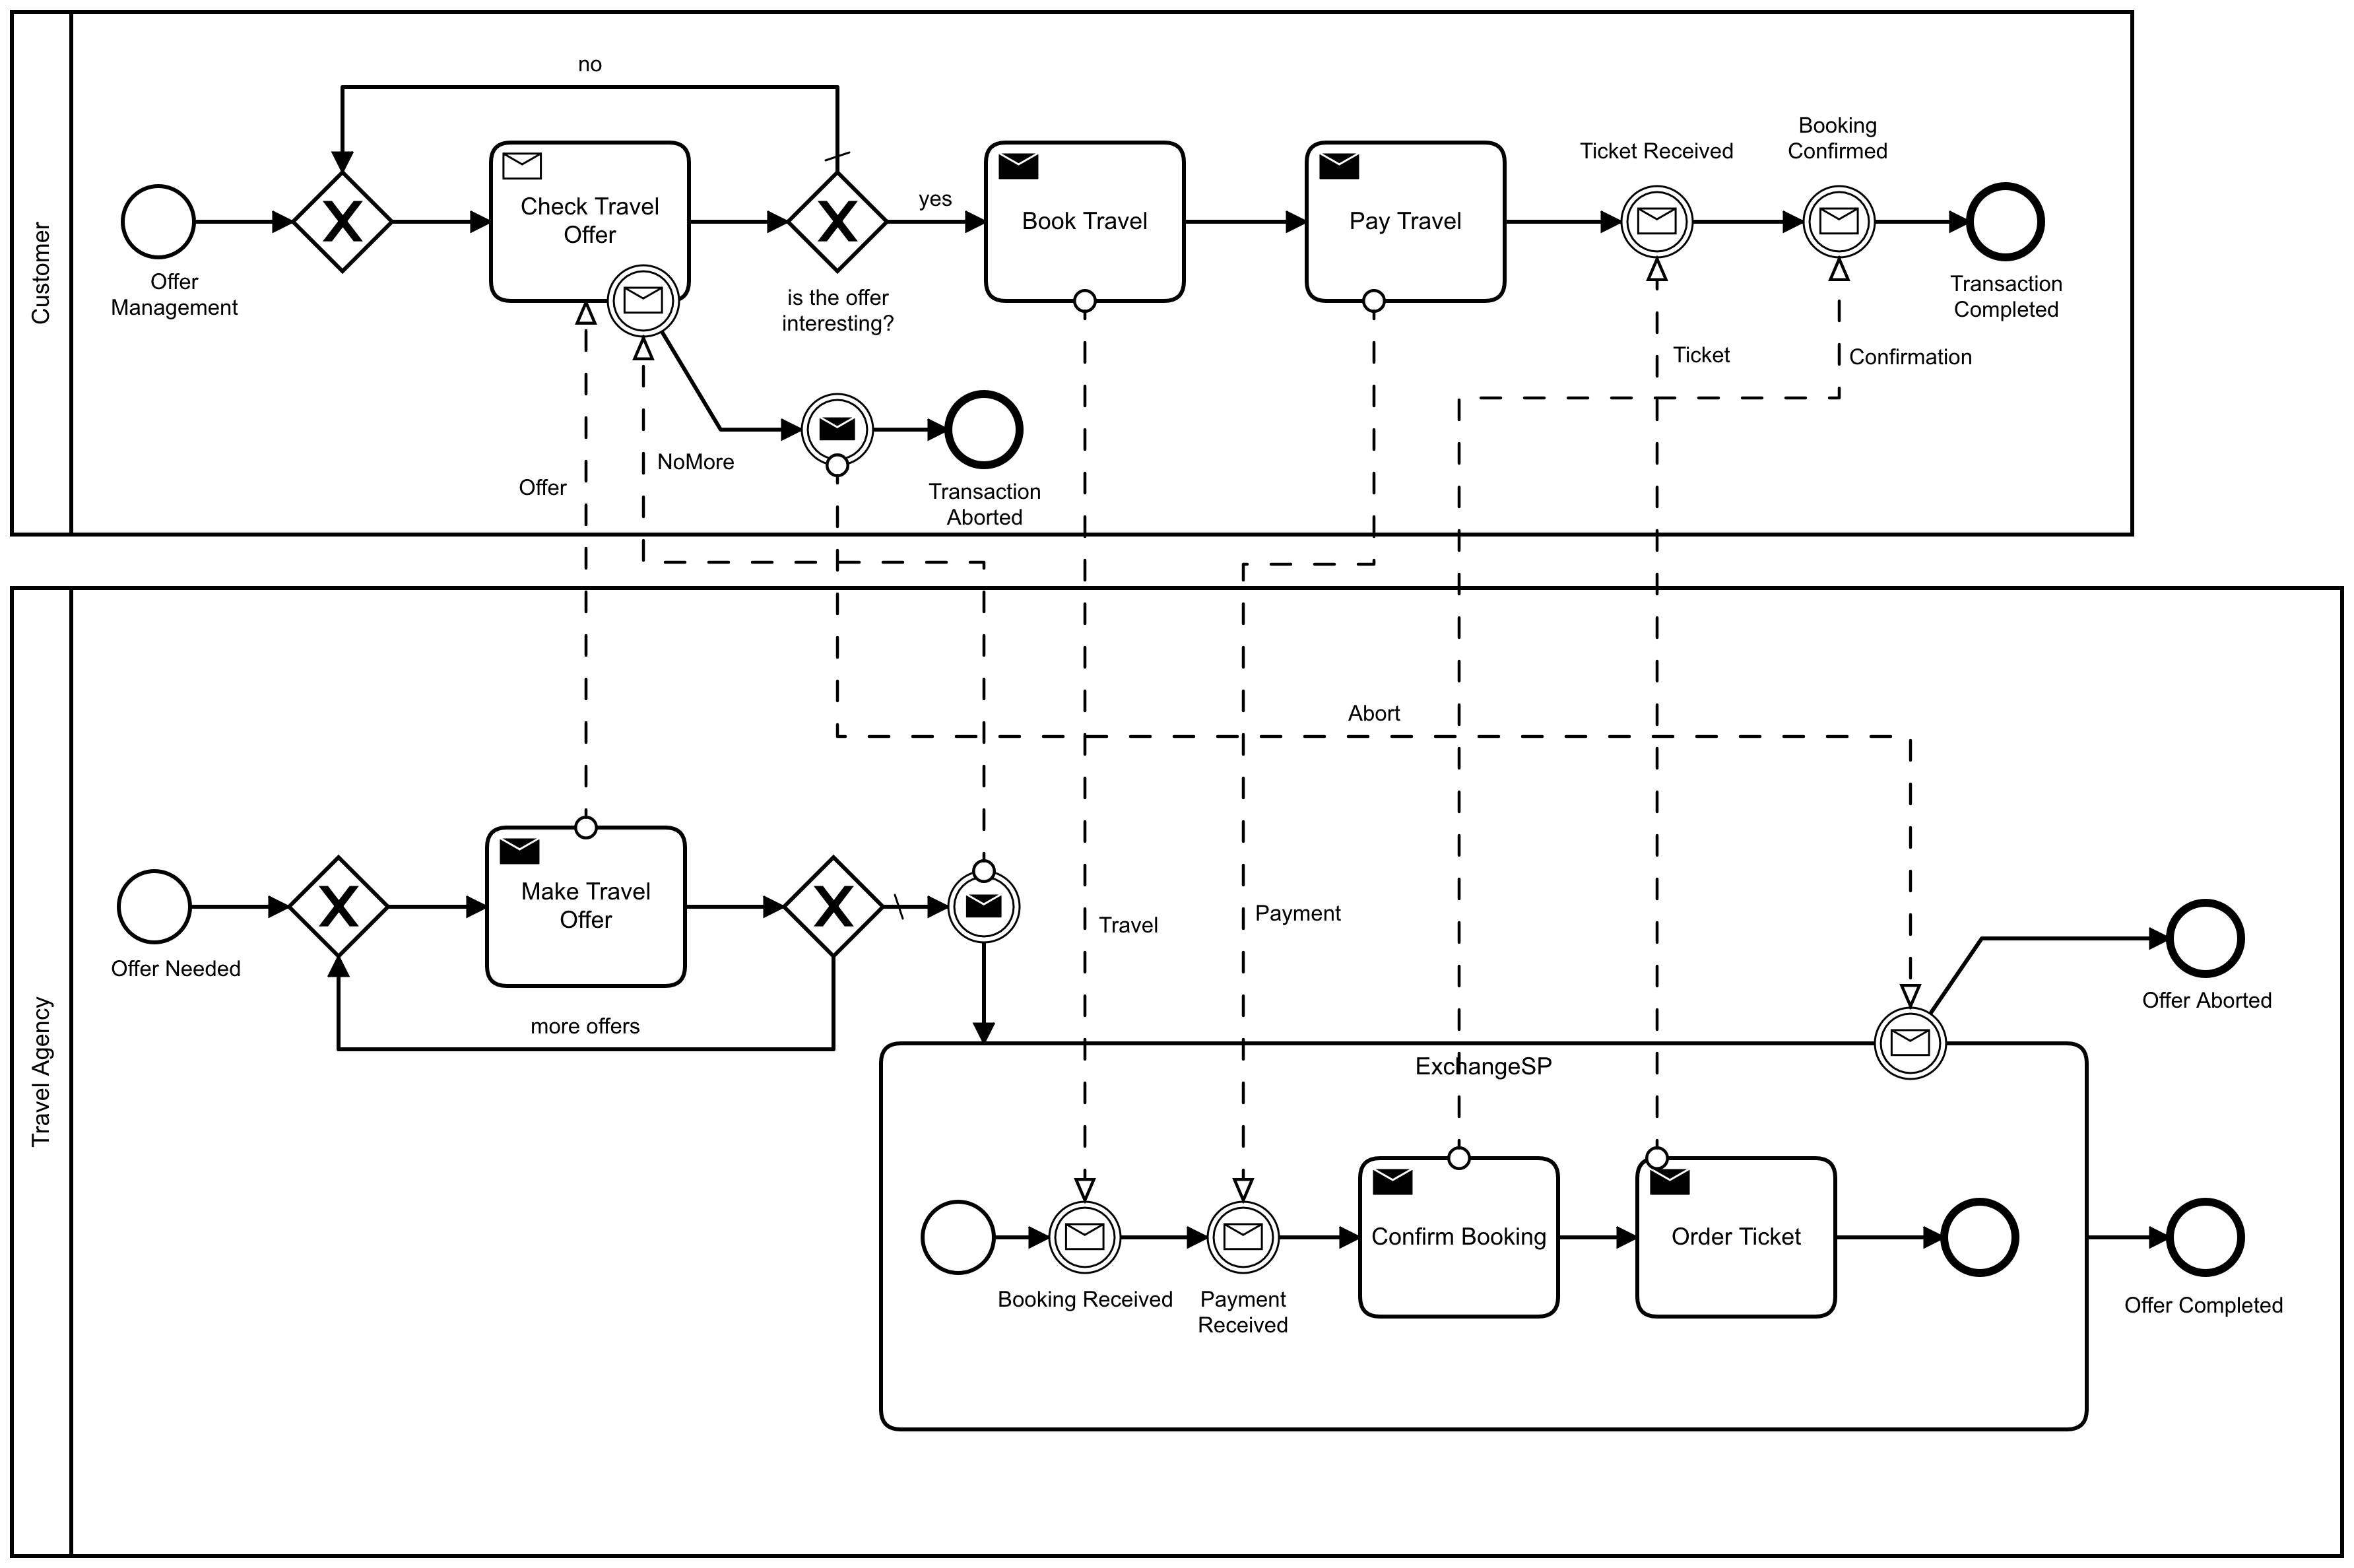 Customer
no
Offer
Management
X
Check Travel
Offer
X
is the offer
interesting?
yes
Book Travel
Pay Travel
Ticket Received
Booking
Confirmed
Transaction
Completed
Ticket
Confirmation
NoMore
Offer
Transaction
Aborted
Travel Agency
Abort
Offer Needed
X
Make Travel
Offer
X
more offers
Travel
Payment
Offer Aborted
ExchangeSP
Booking Received
Payment
Received
Confirm Booking
Order Ticket
Offer Completed